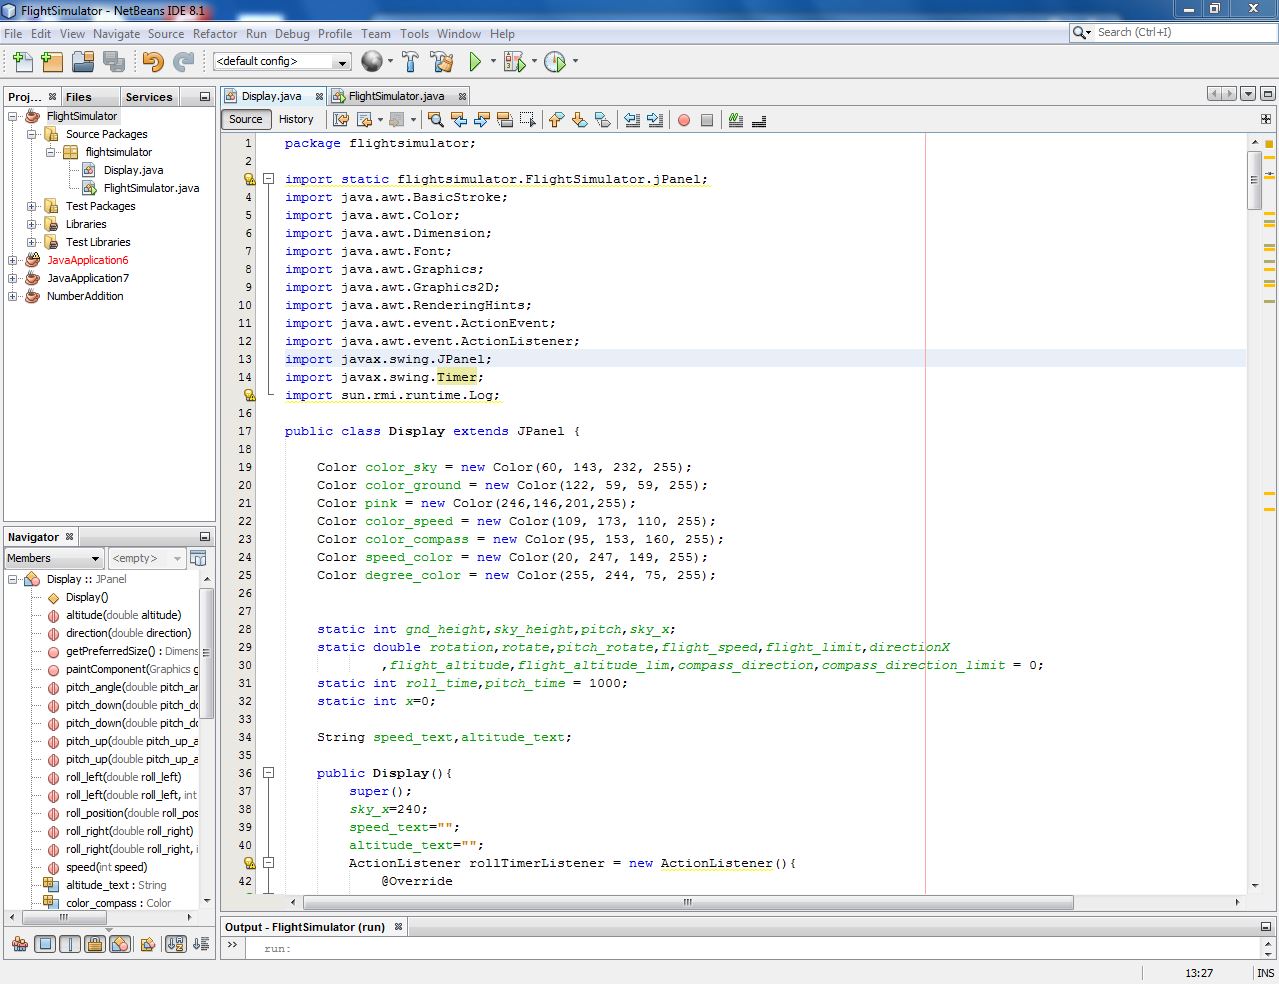 FlightSimulator - NetBeans IDE 8.1
File Edit View Navigate Source Refactor Run Debug Profile Team Tools Window Help
Search (Ctrl+I)
<default config>
Proj... Files Services
FlightSimulator
Source Packages
flightsimulator
Display.java
FlightSimulator.java
Test Packages
Libraries
Test Libraries
JavaApplication6
JavaApplication7
NumberAddition
Navigator
Members <empty>
Display :: JPanel
Display()
altitude(double altitude)
direction(double direction)
getPreferredSize() : Dimens
paintComponent(Graphics g
pitch_angle(double pitch_ar
pitch_down(double pitch_dc
pitch_down(double pitch_dc
pitch_up(double pitch_up_a
pitch_up(double pitch_up_a
roll_left(double roll_left)
roll_left(double roll_left, int
roll_position(double roll_pos
roll_right(double roll_right)
roll_right(double roll_right, i
speed(int speed)
altitude_text : String
color_compass : Color
Display.java FlightSimulator.java
Source History
1 package flightsimulator;
2
import static flightsimulator.FlightSimulator.jPanel;
4 import java.awt.BasicStroke;
5 import java.awt.Color;
6 import java.awt.Dimension;
7 import java.awt.Font;
8 import java.awt.Graphics;
9 import java.awt.Graphics2D;
10 import java.awt.RenderingHints;
11 import java.awt.event.ActionEvent;
12 import java.awt.event.ActionListener;
13 import javax.swing.JPanel;
14 import javax.swing.Timer;
import sun.rmi.runtime.Log;
16
17 public class Display extends JPanel {
18
19 Color color_sky = new Color(60, 143, 232, 255);
20 Color color_ground = new Color(122, 59, 59, 255);
21 Color pink = new Color(246,146,201,255);
22 Color color_speed = new Color(109, 173, 110, 255);
23 Color color_compass = new Color(95, 153, 160, 255);
24 Color speed_color = new Color(20, 247, 149, 255);
25 Color degree_color = new Color(255, 244, 75, 255);
26
27
28 static int gnd_height,sky_height,pitch,sky_x;
29 static double rotation,rotate,pitch_rotate,flight_speed,flight_limit,directionX
30 ,flight_altitude,flight_altitude_lim,compass_direction,compass_direction_limit = 0;
31 static int roll_time,pitch_time = 1000;
32 static int x=0;
33
34 String speed_text,altitude_text;
35
36 public Display(){
37 super();
38 sky_x=240;
39 speed_text="";
40 altitude_text="";
ActionListener rollTimerListener = new ActionListener(){
42 @Override
Output - FlightSimulator (run)
run:
13:27 INS